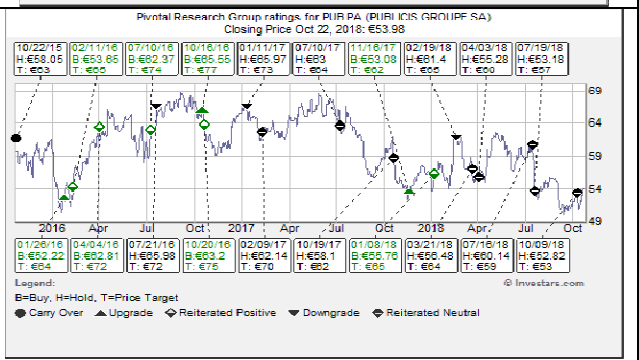 Pivotal Research Group ratings for PUB:PA (PUBLICIS GROUPE SA)
Closing Price Oct 22, 2018: €53.98
10/22/15 02/11/16 07/10/16 10/16/16 01/11/17 07/10/17 11/16/17 02/19/18 04/03/18 07/19/18
H:€58.05 B:€53.65 B:€62.37 B:€65.55 H:€65.97 H:€63 B:€53.08 H:€61.4 H:€55.28 H:€53.18
T: €63 T: €65 T: €74 T: €77 T: €73 T: €64 T: €62 T: €65 T: €60 T: €57
69
64
59
54
49
2016 Apr Jul Oct 2017 Apr Jul Oct 2018 Apr Jul Oct
01/26/16 04/04/16 07/21/16 10/20/16 02/09/17 10/19/17 01/08/18 03/21/18 07/16/18 10/09/18
B:€52.22 B:€62.81 H:€65.98 B:€63.2 H:€62.14 H:€58.1 B:€56.76 H:€56.48 H:€60.14 H:€52.82
T: €64 T: €72 T: €72 T: €75 T: €70 T: €62 T: €65 T: €64 T: €59 T: €53
Legend:
© Investars.com
B=Buy, H=Hold, T=Price Target
Carry Over Upgrade Reiterated Positive Downgrade Reiterated Neutral